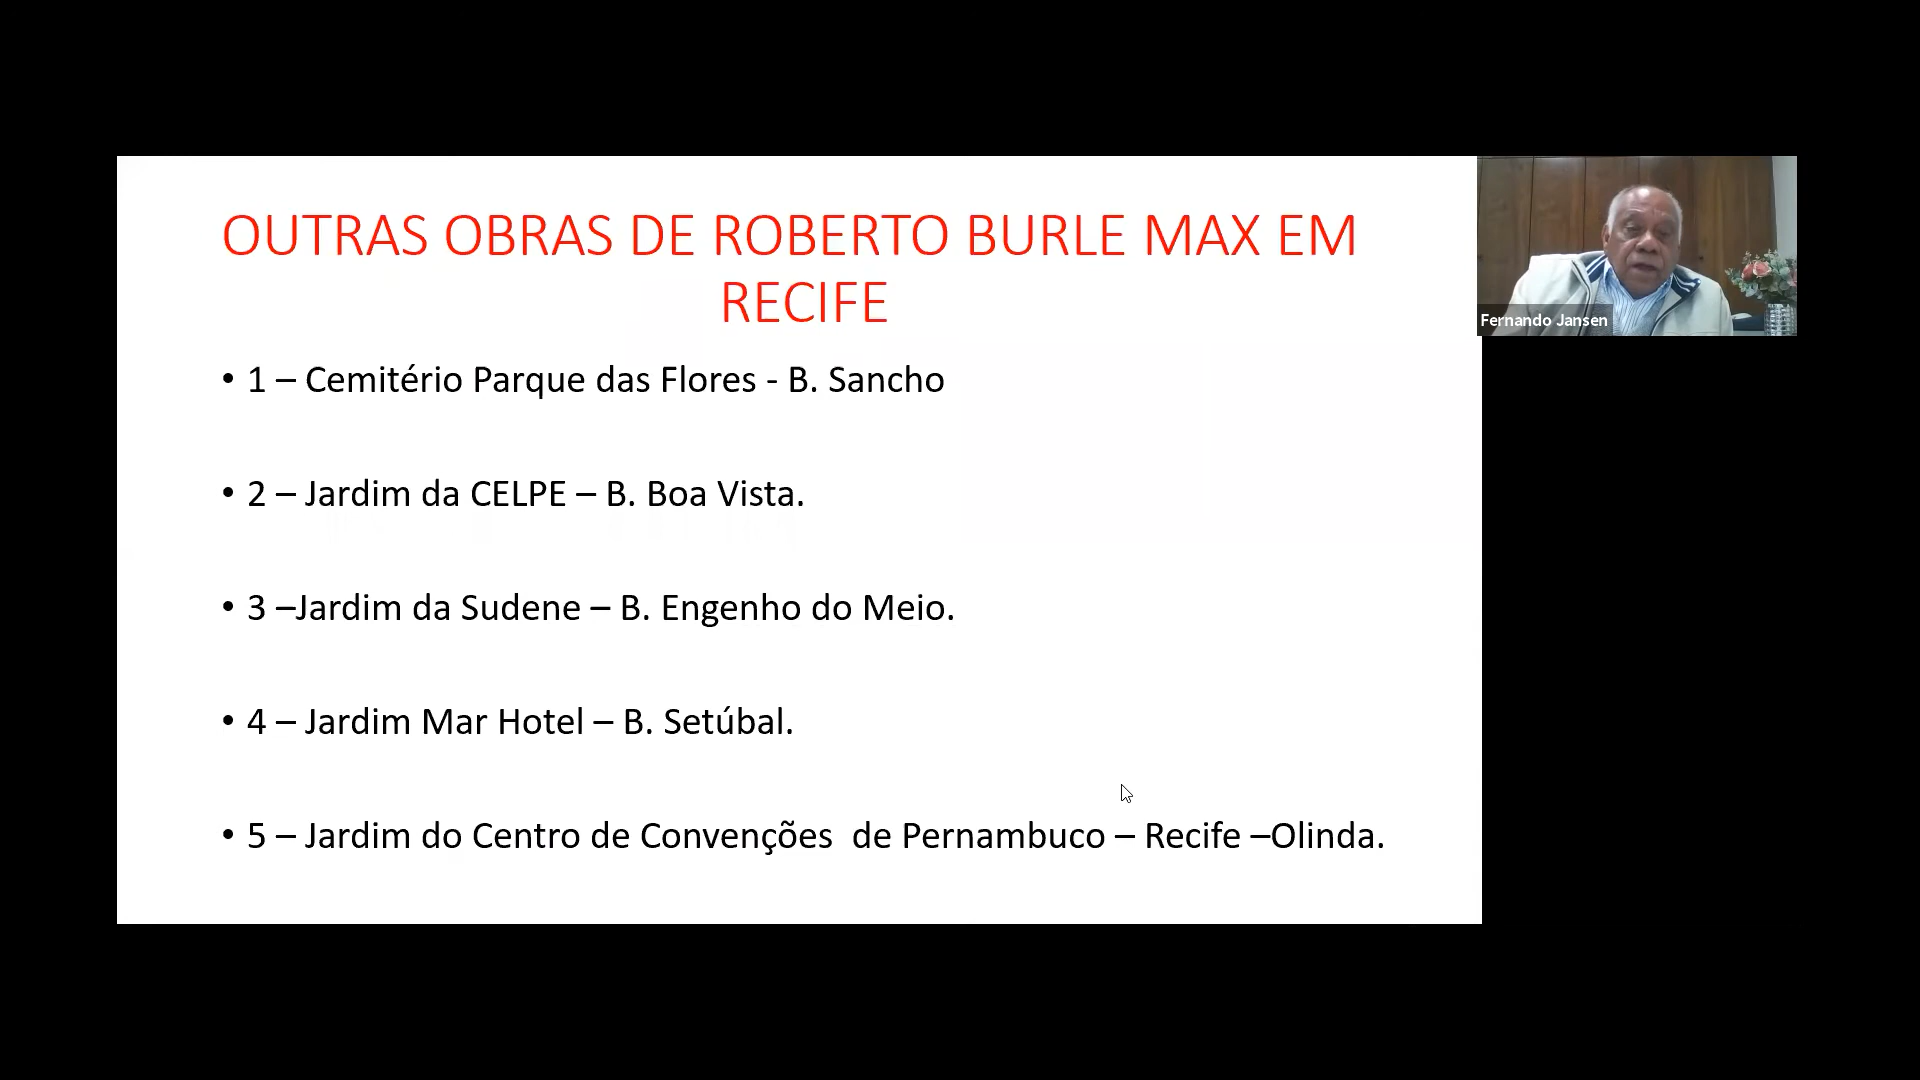 OUTRAS OBRAS DE ROBERTO BURLE MAX EM
RECIFE
• 1 – Cemitério Parque das Flores - B. Sancho
• 2 – Jardim da CELPE – B. Boa Vista.
• 3 –Jardim da Sudene – B. Engenho do Meio.
• 4 – Jardim Mar Hotel – B. Setúbal.
• 5 – Jardim do Centro de Convenções  de Pernambuco – Recife –Olinda.
Fernando Jansen